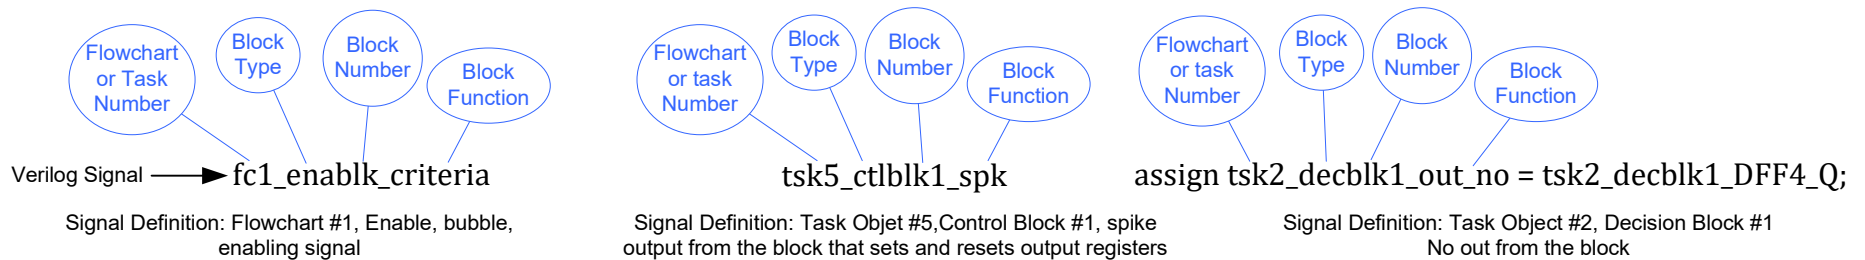 Flowchart
or Task
Number
Block
Type
Block
Number
Block
Function
Verilog Signal
fc1_enablk_criteria
Signal Definition: Flowchart #1, Enable, bubble,
enabling signal
Flowchart
or task
Number
Block
Type
Block
Number
Block
Function
tsk5_ctlblk1_spk
Signal Definition: Task Objet #5,Control Block #1, spike
output from the block that sets and resets output registers
Flowchart
or task
Number
Block
Type
Block
Number
Block
Function
assign tsk2_decblk1_out_no = tsk2_decblk1_DFF4_Q;
Signal Definition: Task Object #2, Decision Block #1
No out from the block